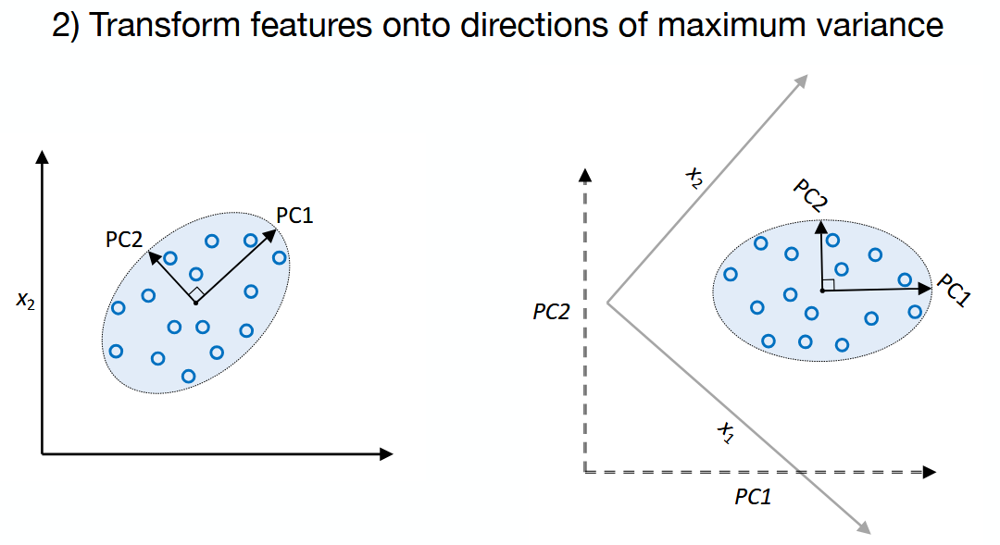 2) Transform features onto directions of maximum variance
x2
PC2
PC1
x2
PC2
PC2
PC1
x1
PC1